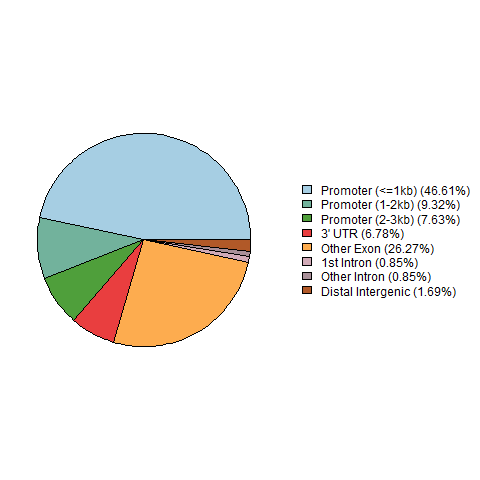 Promoter (<=1kb) (46.61%)
Promoter (1-2kb) (9.32%)
Promoter (2-3kb) (7.63%)
3' UTR (6.78%)
Other Exon (26.27%)
1st Intron (0.85%)
Other Intron (0.85%)
Distal Intergenic (1.69%)